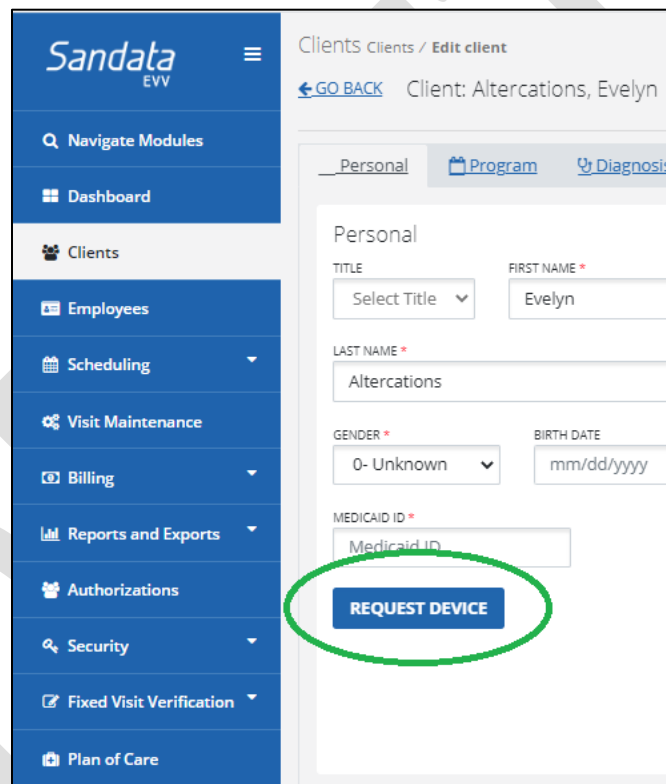 Sandata
EVV
Navigate Modules
Dashboard
Clients
Employees
Scheduling
Visit Maintenance
Billing
Reports and Exports
Authorizations
Security
Fixed Visit Verification
Plan of Care
Clients Clients / Edit client
GO BACK Client: Altercations, Evelyn
Personal Program Diagnosis
Personal
TITLE FIRST NAME *
Select Title Evelyn
LAST NAME *
Altercations
GENDER * BIRTH DATE
0- Unknown mm/dd/yyyy
MEDICAID ID *
Medicaid ID
REQUEST DEVICE